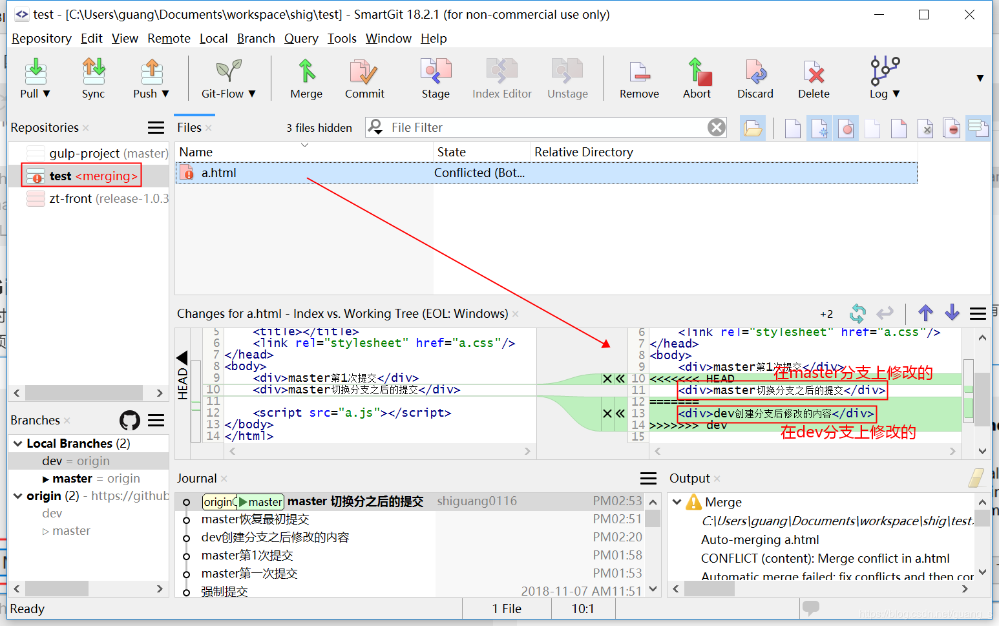 test - [C:\Users\guang\Documents\workspace\shig\test] - SmartGit 18.2.1 (for non-commercial use only)
Repository Edit View Remote Local Branch Query Tools Window Help
Pull ▼ Sync Push ▼ Git-Flow ▼ Merge Commit Stage Index Editor Unstage Remove Abort Discard Delete Log ▼
Repositories
gulp-project (master)
test <merging>
zt-front (release-1.0.3
Files
3 files hidden
File Filter
Name State Relative Directory
a.html Conflicted (Bot...
Changes for a.html - Index vs. Working Tree (EOL: Windows)
+2
HEAD
5 <title></title>
6 <link rel="stylesheet" href="a.css"/>
7 </head>
8 <body>
9 <div>master第1次提交</div>
10 <div>master切换分支之后的提交</div>
11
12 <script src="a.js"></script>
13 </body>
14 </html>
6 <link rel="stylesheet" href="a.css"/>
7 </head>
8 <body>
9 <div>master第1次提交</div>
在master分支上修改的
10 <<<<<<< HEAD
11 <div>master切换分支之后的提交</div>
12 =======
13 <div>dev创建分支后修改的内容</div>
14 >>>>>>> dev
在dev分支上修改的
15
Branches
Local Branches (2)
dev = origin
master = origin
origin (2) - https://github
dev
master
Journal
origin master master 切换分之后的提交 shiguang0116 PM02:53
master恢复最初提交 PM02:51
dev创建分支之后修改的内容 PM02:20
master第1次提交 PM01:58
master第一次提交 PM01:53
强制提交 2018-11-07 AM11:51
Output
Merge
C:\Users\guang\Documents\workspace\shig\test
Auto-merging a.html
CONFLICT (content): Merge conflict in a.html
Automatic merge failed; fix conflicts and then cor
Ready 1 File 10:1
https://blog.csdn.net/guang_s